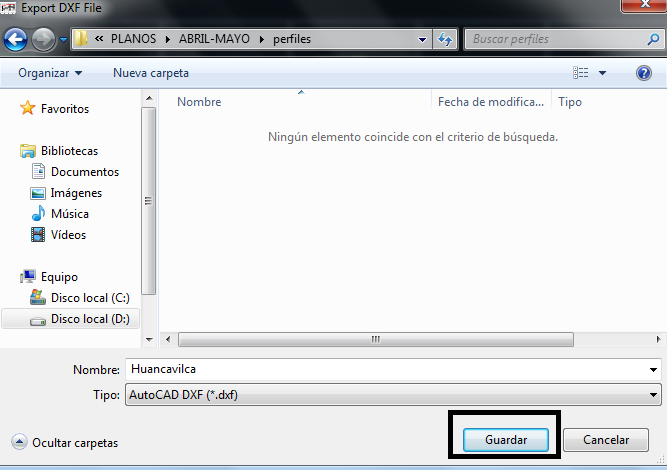 Export DXF File
« PLANOS ▸ ABRIL-MAYO ▸ perfiles
Buscar perfiles
Organizar
Nueva carpeta
Favoritos
Bibliotecas
Documentos
Imágenes
Música
Vídeos
Equipo
Disco local (C:)
Disco local (D:)
Nombre
Fecha de modifica...
Tipo
Ningún elemento coincide con el criterio de búsqueda.
Nombre: Huancavilca
Tipo: AutoCAD DXF (*.dxf)
Ocultar carpetas
Guardar
Cancelar